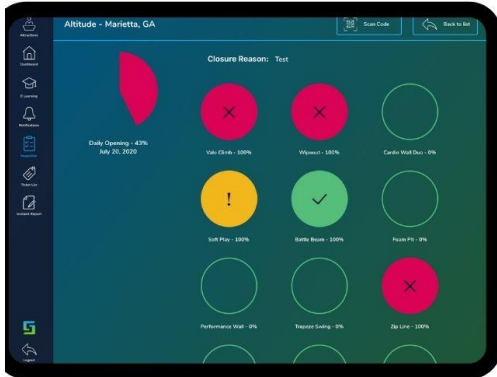 Altitude - Marietta, GA
Scan Code
Back to list
Attractions
Dashboard
E-Learning
Notifications
Inspection
Ticket List
Incident Report
Logout
Closure Reason: Test
Daily Opening - 43%
July 20, 2020
Valo Climb - 100%
Wipeout - 100%
Cardio Wall Duo - 0%
Soft Play - 100%
Battle Beam - 100%
Foam Pit - 0%
Performance Wall - 0%
Trapeze Swing - 0%
Zip Line - 100%